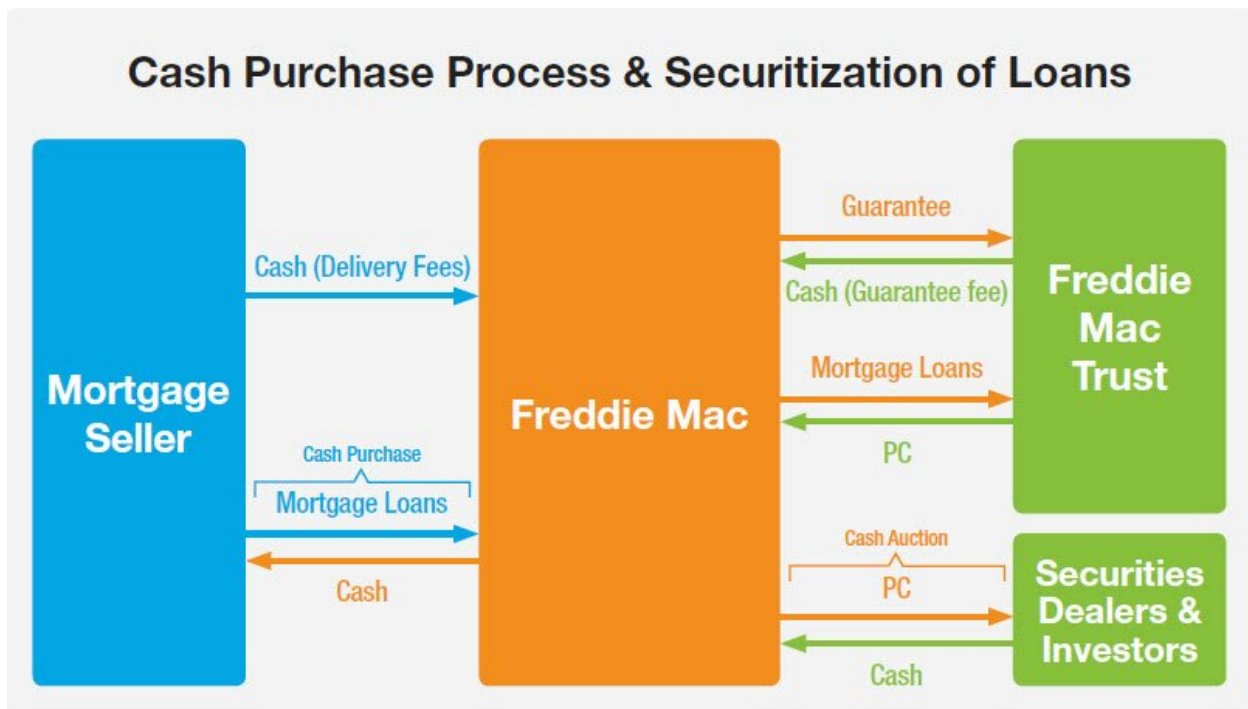 Cash Purchase Process & Securitization of Loans
Mortgage
Seller
Cash (Delivery Fees)
Cash Purchase
Mortgage Loans
Cash
Freddie Mac
Guarantee
Cash (Guarantee fee)
Mortgage Loans
PC
Cash Auction
PC
Cash
Freddie
Mac
Trust
Securities
Dealers &
Investors